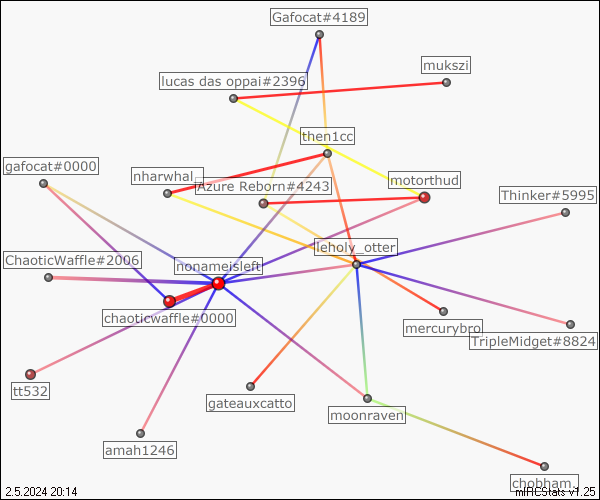 Gafocat#4189
mukszi
lucas das oppai#2396
then1cc
gafocat#0000
nharwhal_
motorthud
Azure Reborn#4243
Thinker#5995
leholy_otter
ChaoticWaffle#2006
nonameisleft
chaoticwaffle#0000
mercurybro
TripleMidget#8824
tt532
gateauxcatto
moonraven
amah1246
chobham.
2.5.2024 20:14
mIRCStats v1.25